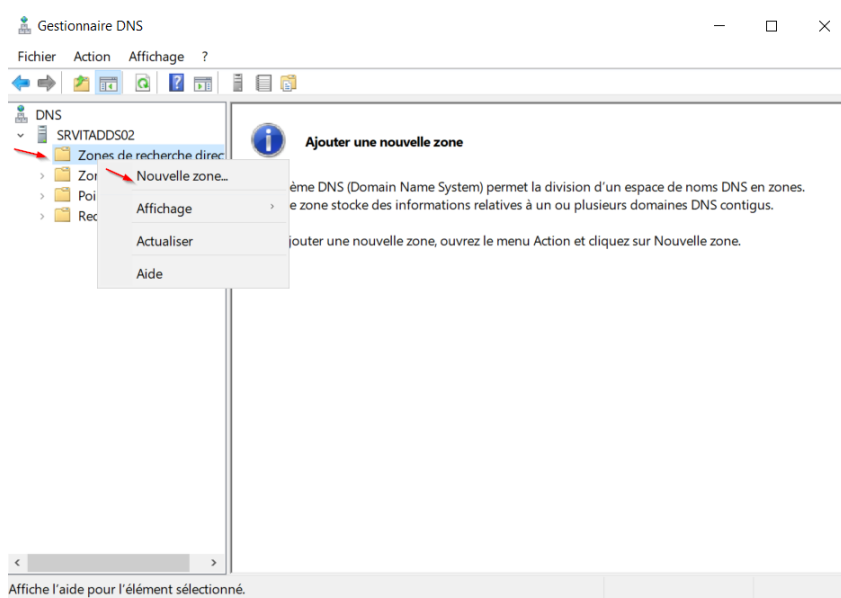 Gestionnaire DNS
Fichier Action Affichage ?
DNS
SRVITADDS02
Zones de recherche direc
Zor
Poi
Rec
Nouvelle zone...
Affichage
Actualiser
Aide
Ajouter une nouvelle zone
ème DNS (Domain Name System) permet la division d'un espace de noms DNS en zones.
e zone stocke des informations relatives à un ou plusieurs domaines DNS contigus.
jouter une nouvelle zone, ouvrez le menu Action et cliquez sur Nouvelle zone.
Affiche l'aide pour l'élément sélectionné.